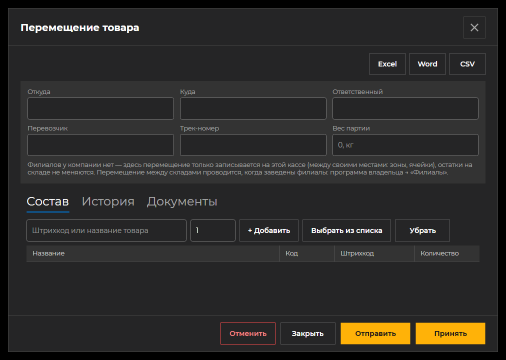 Перемещение товара
Excel Word CSV
Откуда Куда Ответственный
Перевозчик Трек-номер Вес партии
0, кг
Филиалов у компании нет — здесь перемещение только записывается на этой кассе (между своими местами: зоны, ячейки), остатки на
складе не меняются. Перемещение между складами проводится, когда заведены филиалы: программа владельца → «Филиалы».
Состав История Документы
Штрихкод или название товара 1 + Добавить Выбрать из списка Убрать
Название Код Штрихкод Количество
Отменить Закрыть Отправить Принять